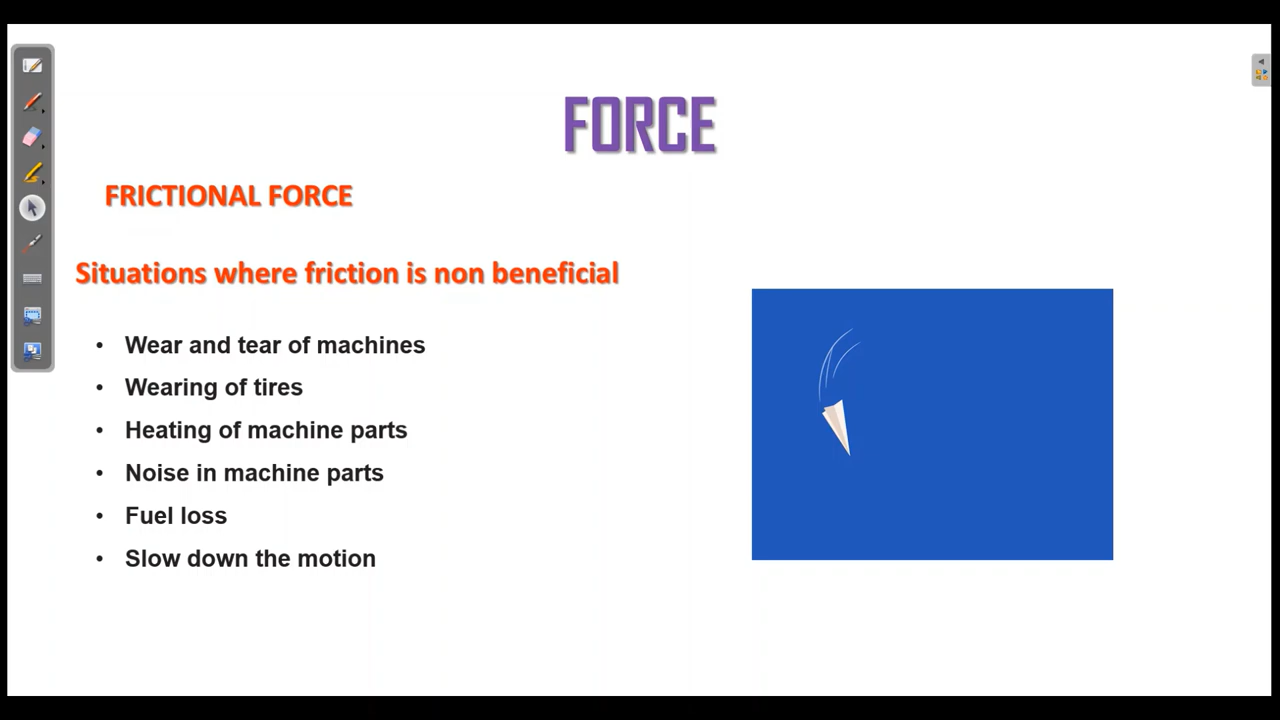 FORCE
FRICTIONAL FORCE
Situations where friction is non beneficial
• Wear and tear of machines
• Wearing of tires
• Heating of machine parts
• Noise in machine parts
• Fuel loss
• Slow down the motion